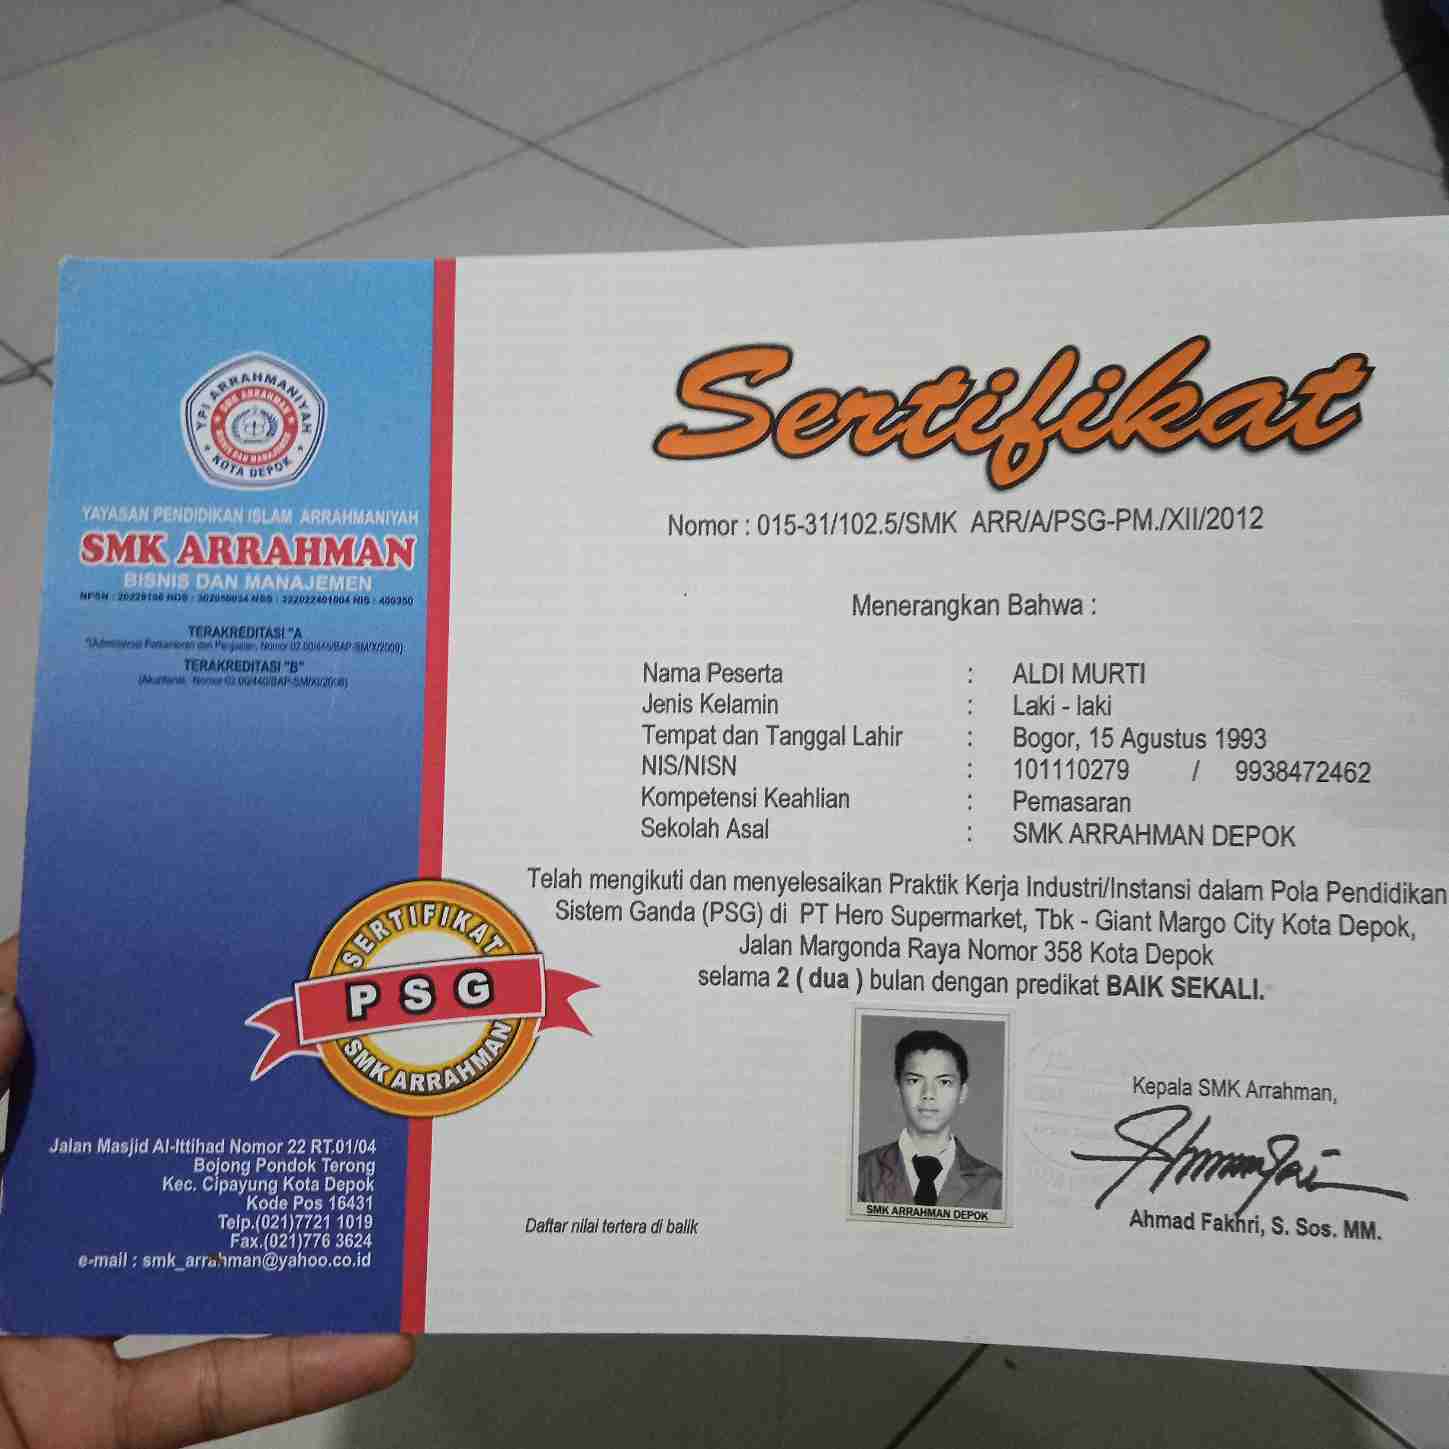 YPI ARRAHMANIYAH
SMK ARRAHMAN
BISNIS DAN MANAJEMEN
KOTA DEPOK
YAYASAN PENDIDIKAN ISLAM ARRAHMANIYAH
SMK ARRAHMAN
BISNIS DAN MANAJEMEN
TERAKREDITASI "A
TERAKREDITASI "B"
SERTIFIKAT
PSG
SMK ARRAHMAN
Jalan Masjid Al-Ittihad Nomor 22 RT.01/04
Bojong Pondok Terong
Kec. Cipayung Kota Depok
Kode Pos 16431
Telp.(021)7721 1019
Fax.(021)776 3624
e-mail : smk_arrahman@yahoo.co.id
Sertifikat
Nomor : 015-31/102.5/SMK ARR/A/PSG-PM./XII/2012
Menerangkan Bahwa :
Nama Peserta : ALDI MURTI
Jenis Kelamin : Laki - laki
Tempat dan Tanggal Lahir : Bogor, 15 Agustus 1993
NIS/NISN : 101110279 / 9938472462
Kompetensi Keahlian : Pemasaran
Sekolah Asal : SMK ARRAHMAN DEPOK
Telah mengikuti dan menyelesaikan Praktik Kerja Industri/Instansi dalam Pola Pendidikan
Sistem Ganda (PSG) di PT Hero Supermarket, Tbk - Giant Margo City Kota Depok,
Jalan Margonda Raya Nomor 358 Kota Depok
selama 2 ( dua ) bulan dengan predikat BAIK SEKALI.
SMK ARRAHMAN DEPOK
Kepala SMK Arrahman,
Ahmad Fakhri, S. Sos. MM.
Daftar nilai tertera di balik